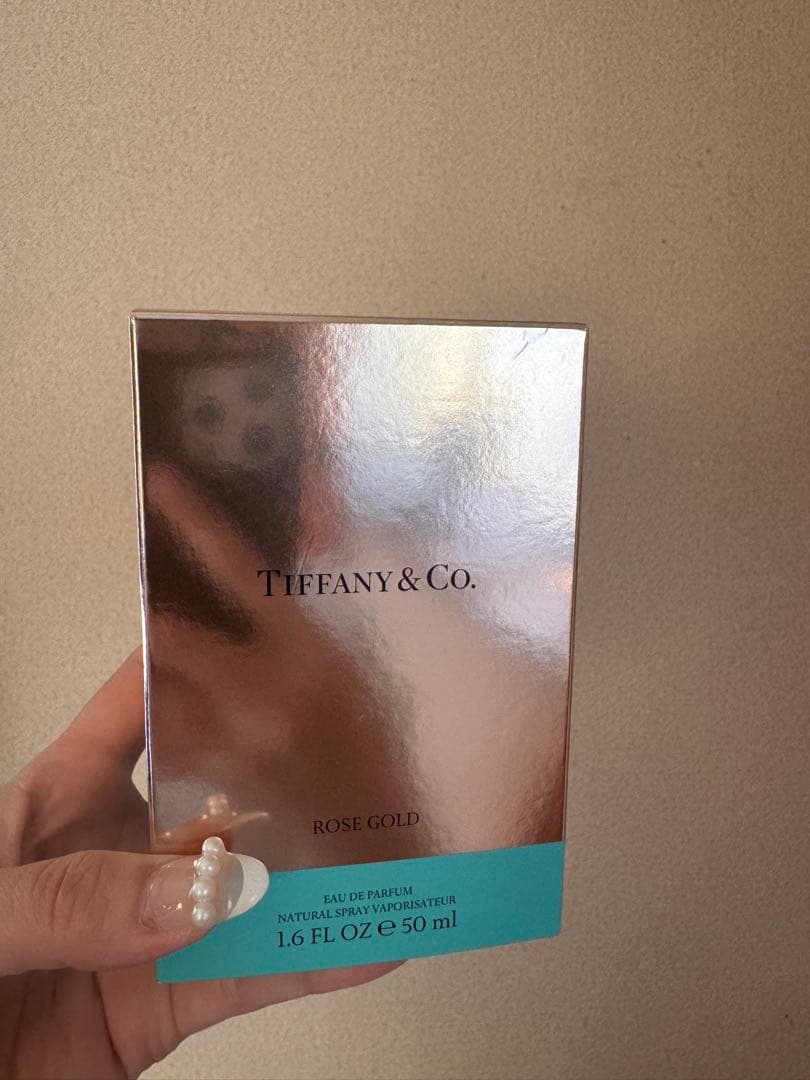 TIFFANY & CO.
ROSE GOLD
EAU DE PARFUM
NATURAL SPRAY VAPORISATEUR
1.6 FL OZ ℮ 50 ml